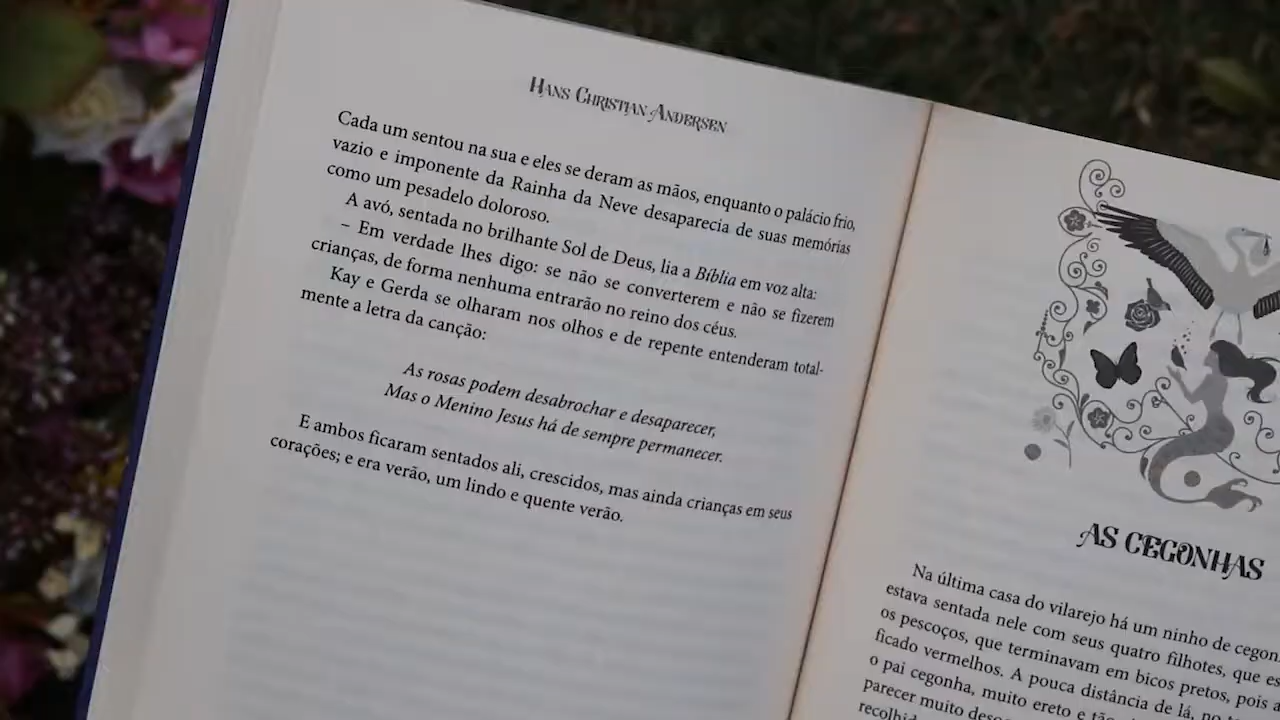 Hans Christian Andersen
Cada um sentou na sua e eles se deram as mãos, enquanto o palácio frio,
vazio e imponente da Rainha da Neve desaparecia de suas memórias
como um pesadelo doloroso.
A avó, sentada no brilhante Sol de Deus, lia a Bíblia em voz alta:
– Em verdade lhes digo: se não se converterem e não se fizerem
crianças, de forma nenhuma entrarão no reino dos céus.
Kay e Gerda se olharam nos olhos e de repente entenderam total-
mente a letra da canção:
As rosas podem desabrochar e desaparecer,
Mas o Menino Jesus há de sempre permanecer.
E ambos ficaram sentados ali, crescidos, mas ainda crianças em seus
corações; e era verão, um lindo e quente verão.
AS CEGONHAS
Na última casa do vilarejo há um ninho de
estava sentada nele com seus quatro filhotes, que
os pescoços, que terminavam em bicos pretos, pois
ficado vermelhos. A pouca distância de lá, no
o pai cegonha, muito ereto e
parecer muito